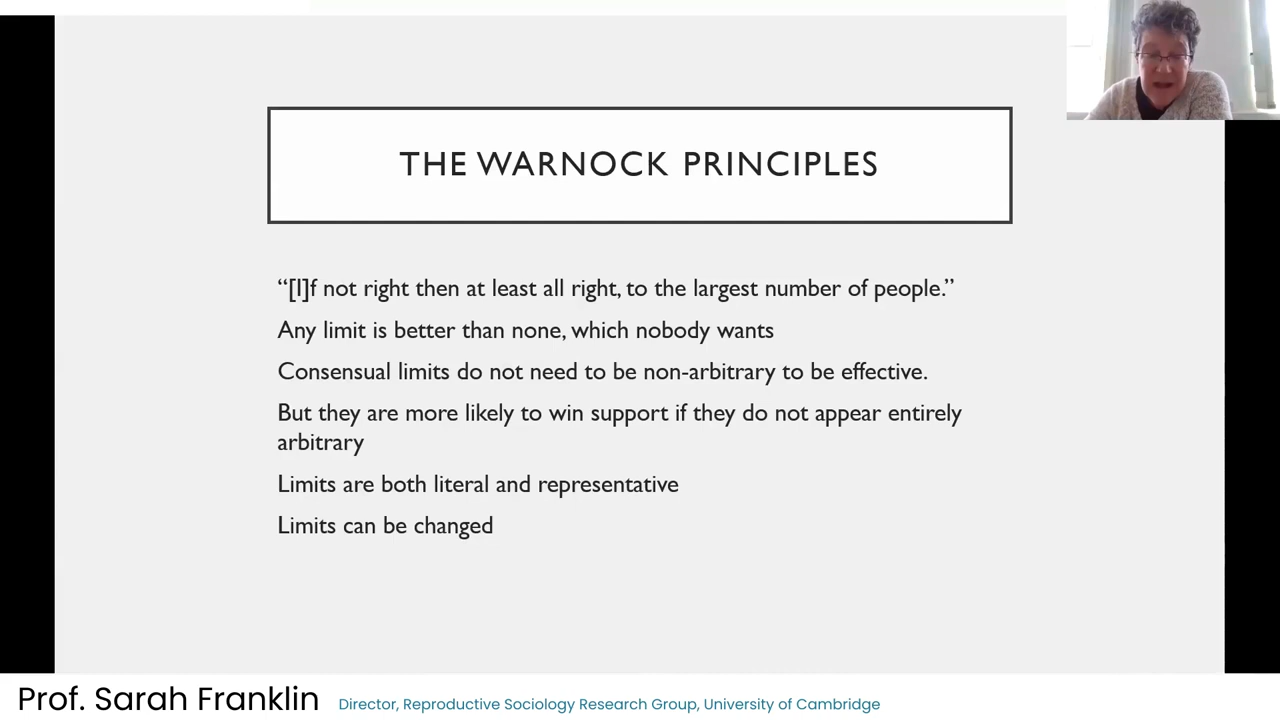 THE WARNOCK PRINCIPLES
“[I]f not right then at least all right, to the largest number of people.”
Any limit is better than none, which nobody wants
Consensual limits do not need to be non-arbitrary to be effective.
But they are more likely to win support if they do not appear entirely
arbitrary
Limits are both literal and representative
Limits can be changed
Prof. Sarah Franklin Director, Reproductive Sociology Research Group, University of Cambridge